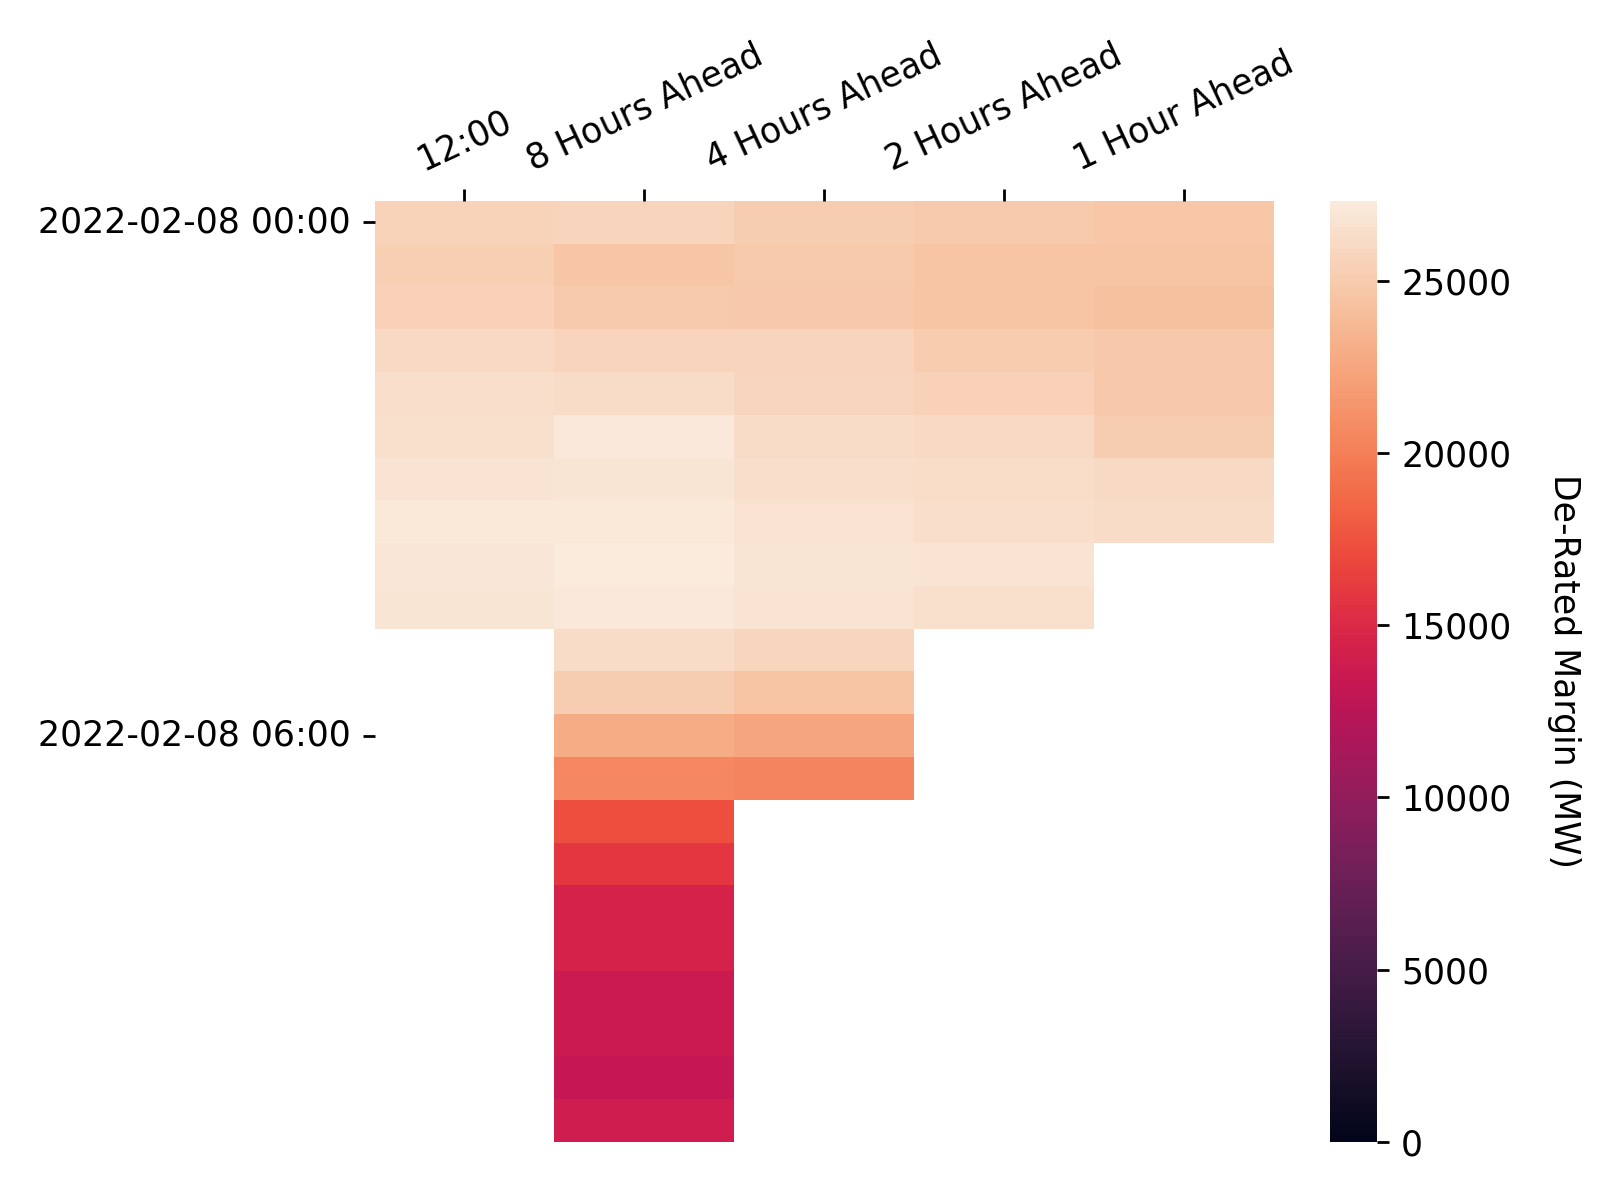 12:00
8 Hours Ahead
4 Hours Ahead
2 Hours Ahead
1 Hour Ahead
2022-02-08 00:00
2022-02-08 06:00
25000
20000
15000
10000
5000
0
De-Rated Margin (MW)